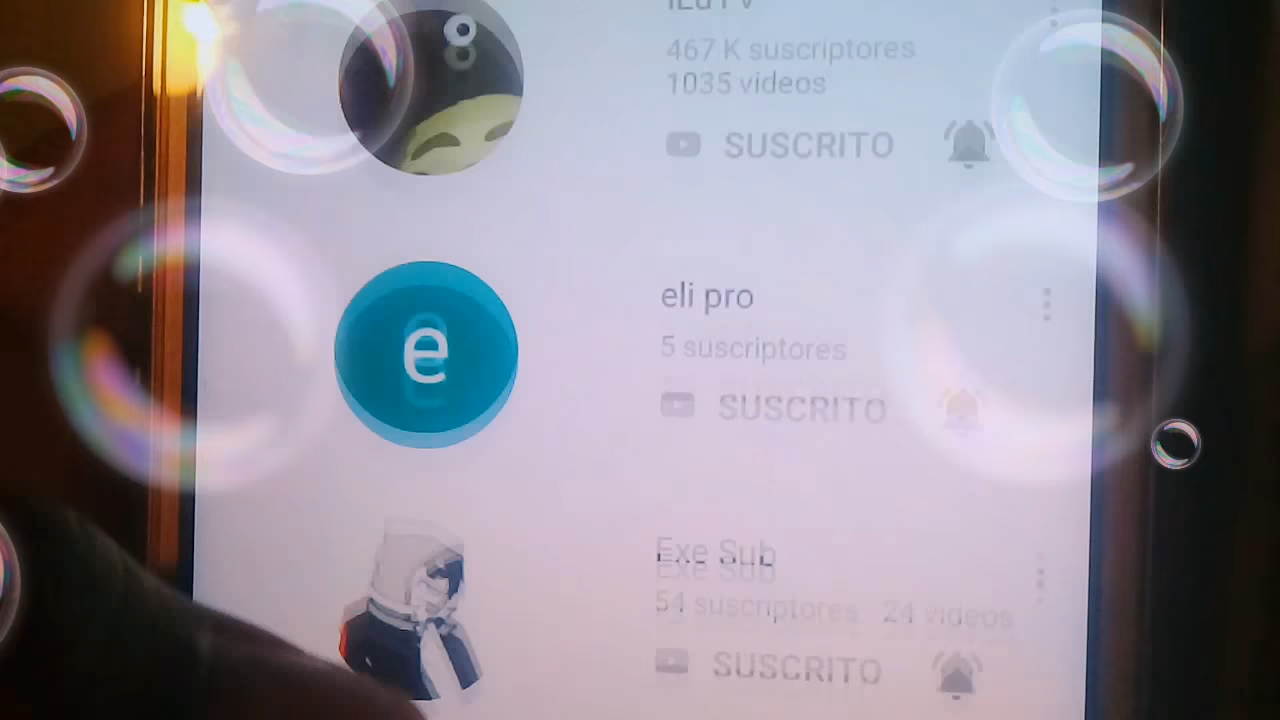 467 K suscriptores
1035 videos
SUSCRITO
e
eli pro
5 suscriptores
SUSCRITO
Exe Sub
54 suscriptores 24 videos
SUSCRITO